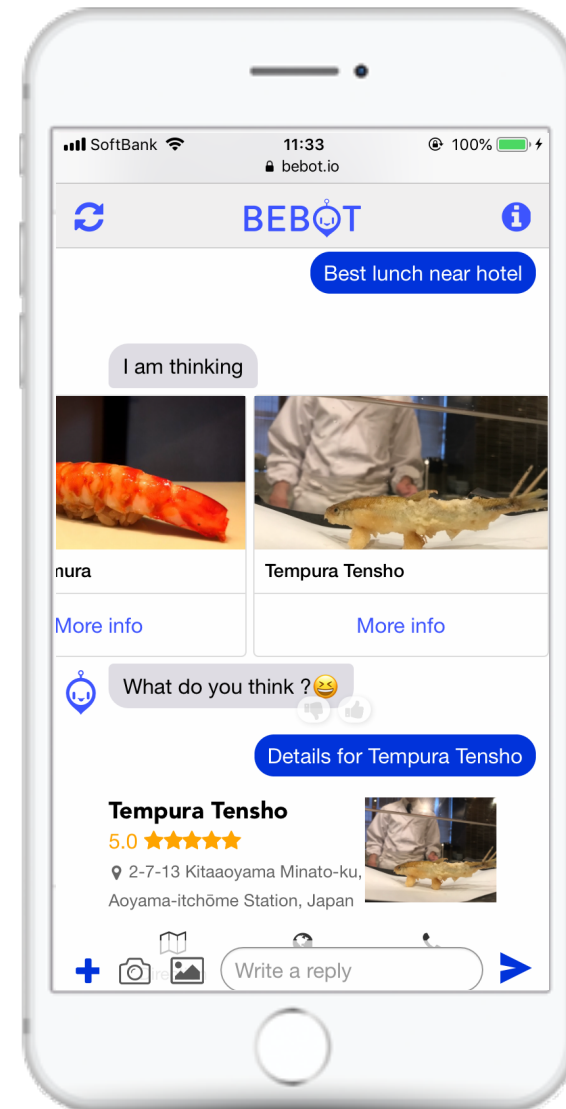 SoftBank 11:33 100%
bebot.io
BEBOT
Best lunch near hotel
I am thinking
mura Tempura Tensho
More info More info
What do you think ?😆
Details for Tempura Tensho
Tempura Tensho
5.0 ★★★★★
2-7-13 Kitaaoyama Minato-ku,
Aoyama-itchōme Station, Japan
Write a reply